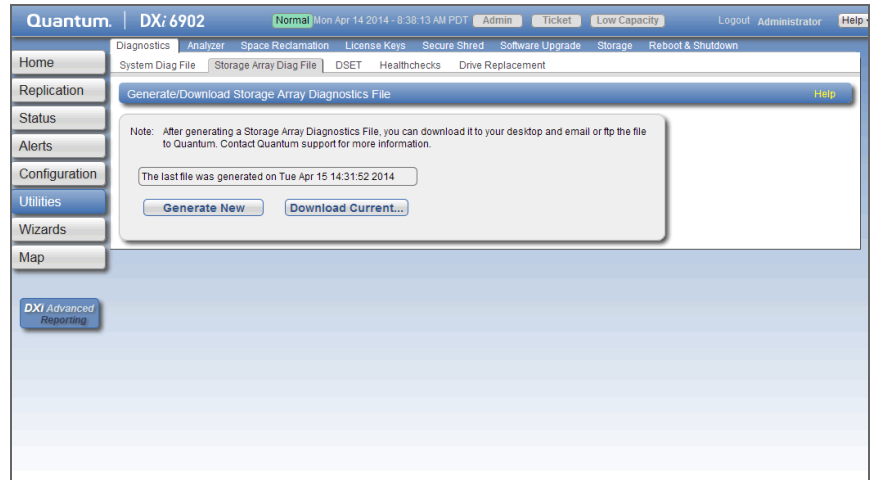 Quantum. DXi 6902 Normal Mon Apr 14 2014 - 8:38:13 AM PDT Admin Ticket Low Capacity Logout Administrator Help
Diagnostics Analyzer Space Reclamation License Keys Secure Shred Software Upgrade Storage Reboot & Shutdown
System Diag File Storage Array Diag File DSET Healthchecks Drive Replacement
Home
Replication
Status
Alerts
Configuration
Utilities
Wizards
Map
DXi Advanced
Reporting
Generate/Download Storage Array Diagnostics File Help
Note: After generating a Storage Array Diagnostics File, you can download it to your desktop and email or ftp the file
to Quantum. Contact Quantum support for more information.
The last file was generated on Tue Apr 15 14:31:52 2014
Generate New Download Current...